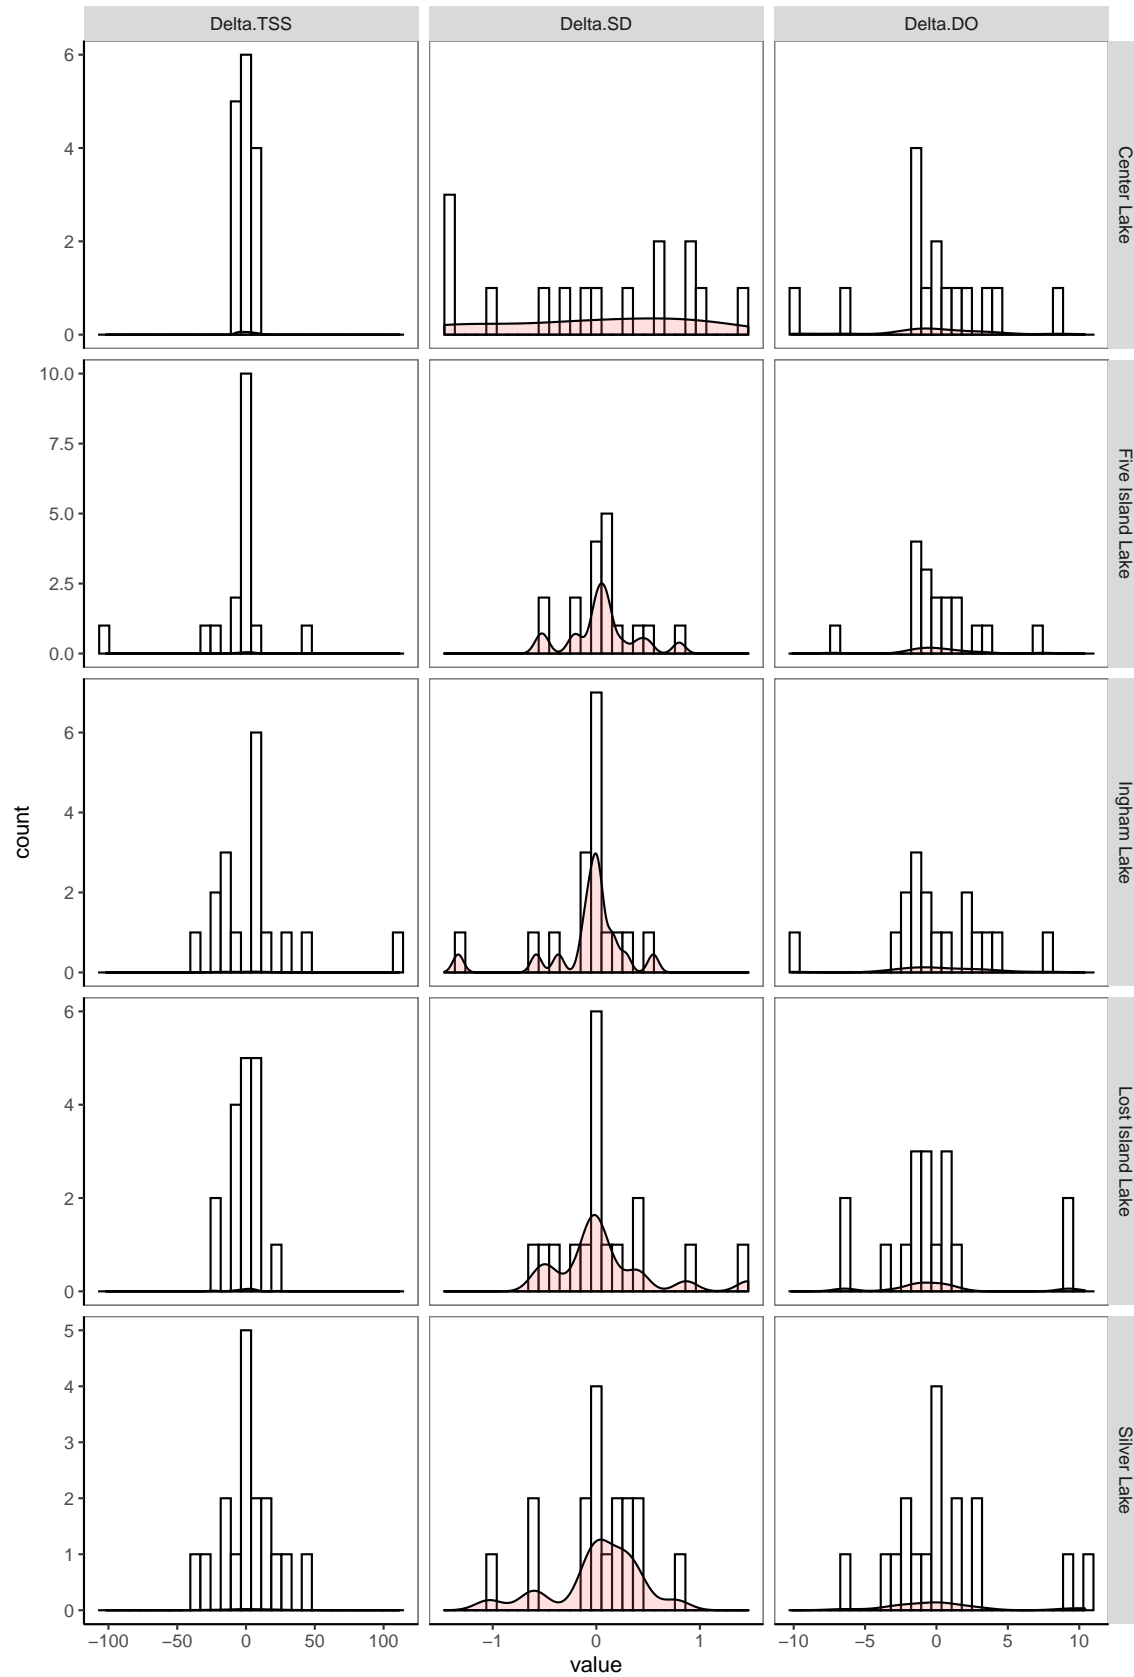 Delta.TSS Delta.SD Delta.DO
6
4
2
0
Center Lake
10.0
7.5
5.0
2.5
0.0
Five Island Lake
6
4
2
0
Ingham Lake
6
4
2
0
Lost Island Lake
5
4
3
2
1
0
Silver Lake
−100 −50 0 50 100 −1 0 1 −10 −5 0 5 10
value
count